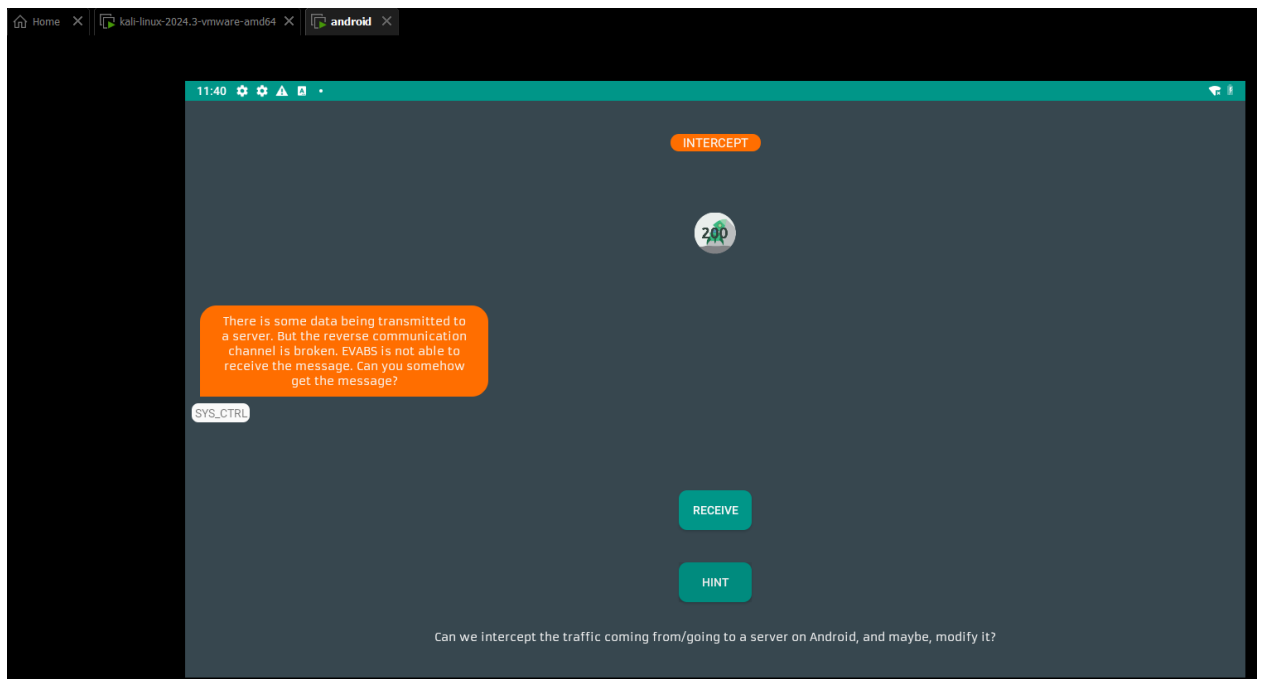 Home
kali-linux-2024.3-vmware-amd64
android
11:40
INTERCEPT
200
There is some data being transmitted to
a server. But the reverse communication
channel is broken. EVABS is not able to
receive the message. Can you somehow
get the message?
SYS_CTRL
RECEIVE
HINT
Can we intercept the traffic coming from/going to a server on Android, and maybe, modify it?